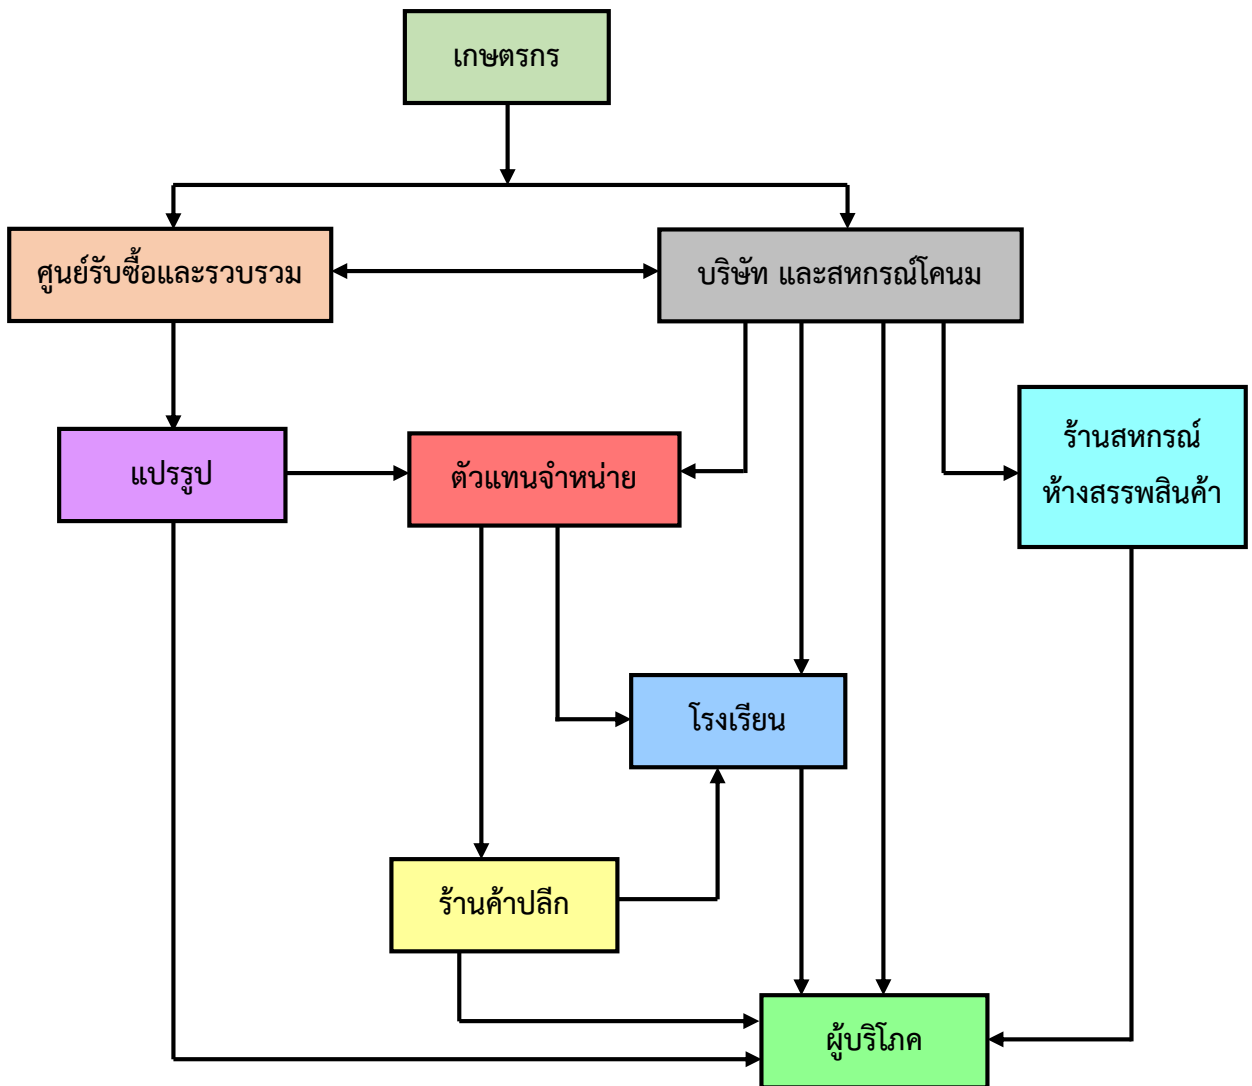 เกษตรกร
ศูนย์รับซื้อและรวบรวม
บริษัท และสหกรณ์โคนม
แปรรูป
ตัวแทนจำหน่าย
ร้านสหกรณ์
ห้างสรรพสินค้า
โรงเรียน
ร้านค้าปลีก
ผู้บริโภค